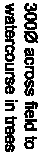 300Ø across field to
watercourse in trees